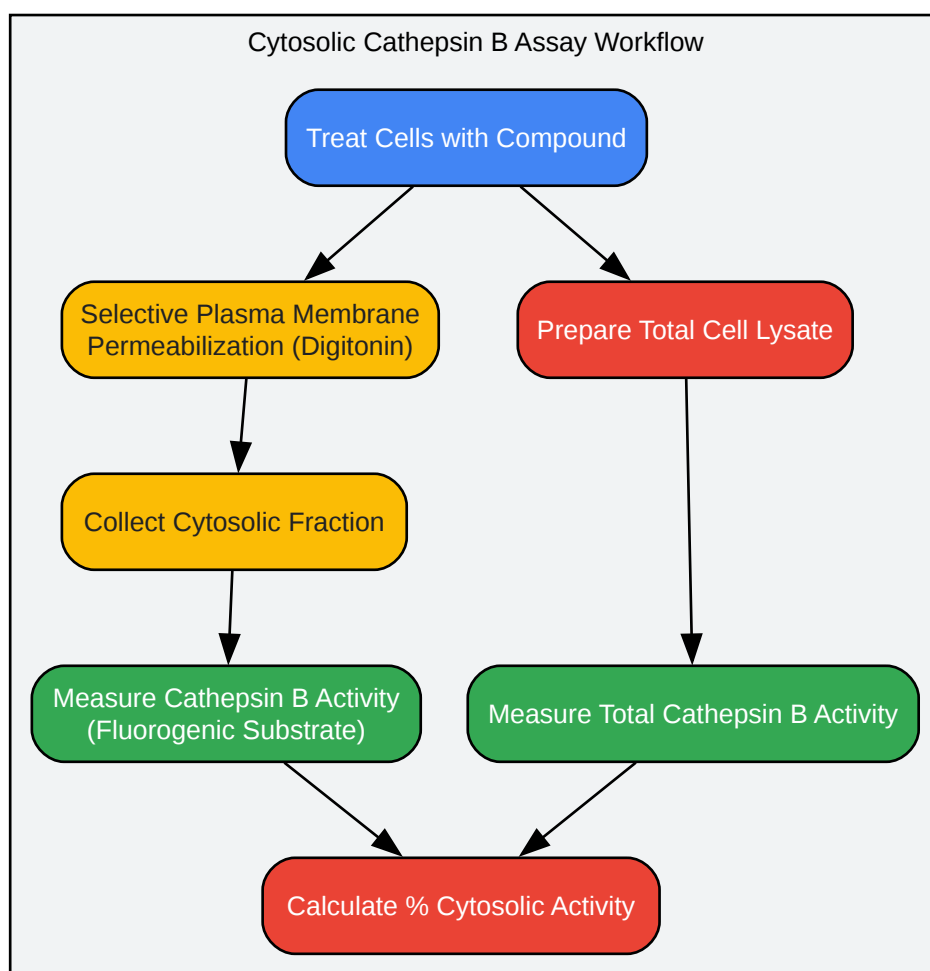 Cytosolic Cathepsin B Assay Workflow
Treat Cells with Compound
Selective Plasma Membrane
Permeabilization (Digitonin)
Prepare Total Cell Lysate
Collect Cytosolic Fraction
Measure Cathepsin B Activity
(Fluorogenic Substrate)
Measure Total Cathepsin B Activity
Calculate % Cytosolic Activity